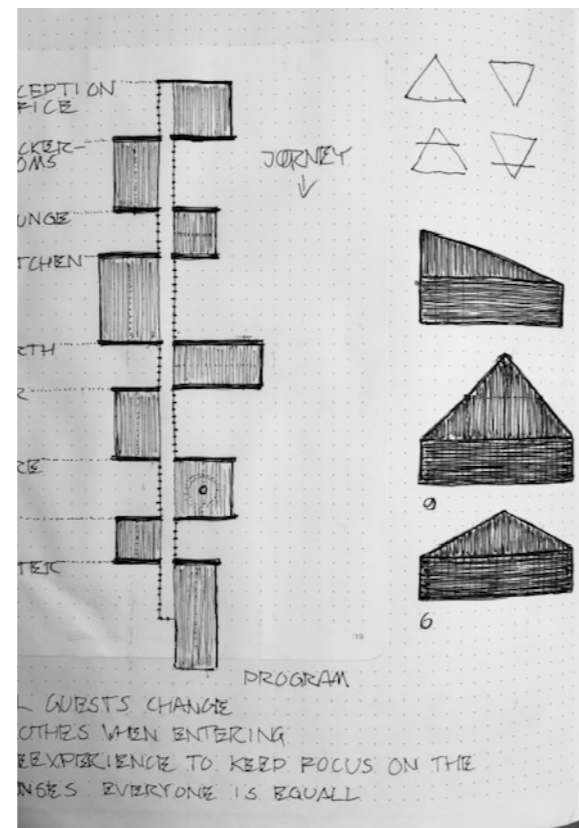 CEPTION
FICE
CKER-
OMS
JORNEY
UNGE
TCHEN
RTH
R
RE
TER
9
6
PROGRAM
L GUESTS CHANGE
OTHES WHEN ENTERING
EEXPERIENCE TO KEEP FOCUS ON THE
NSES EVERYONE IS EQUALL